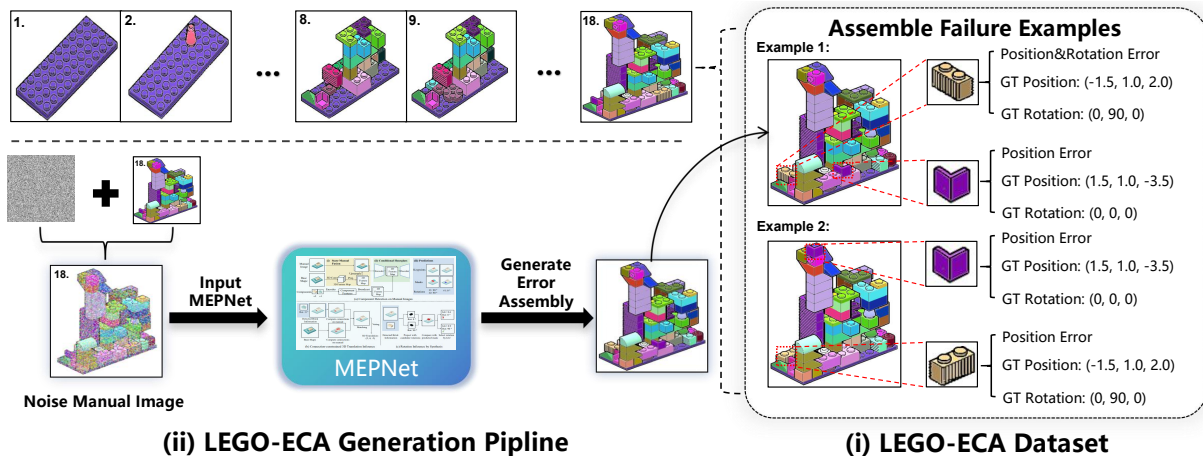 1.
2.
8.
9.
18.
...
...
Assemble Failure Examples
Example 1:
Position&Rotation Error
GT Position: (-1.5, 1.0, 2.0)
GT Rotation: (0, 90, 0)
Position Error
GT Position: (1.5, 1.0, -3.5)
GT Rotation: (0, 0, 0)
Example 2:
Position Error
GT Position: (1.5, 1.0, -3.5)
GT Rotation: (0, 0, 0)
Position Error
GT Position: (-1.5, 1.0, 2.0)
GT Rotation: (0, 90, 0)
18.
18.
Input
MEPNet
MEPNet
Generate
Error
Assembly
Noise Manual Image
(ii) LEGO-ECA Generation Pipline
(i) LEGO-ECA Dataset